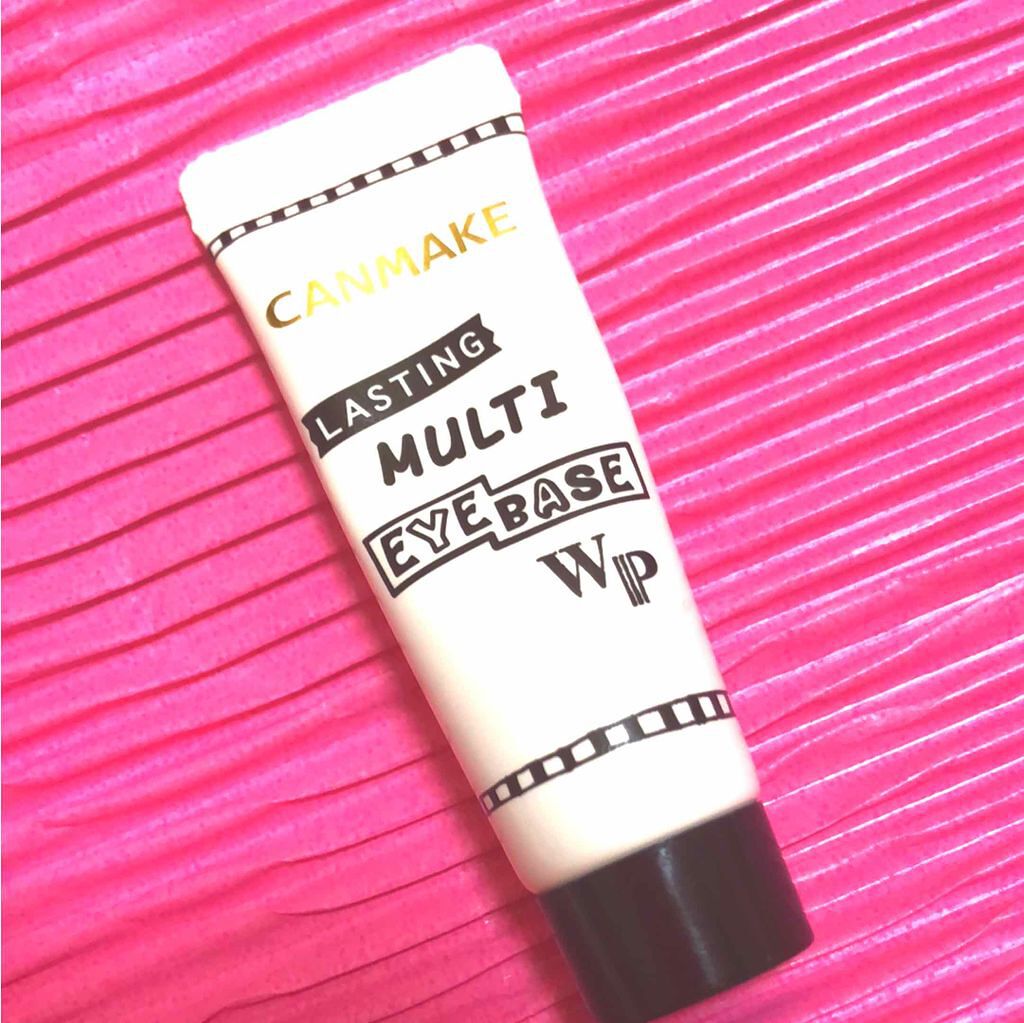 CANMAKE
LASTING
MULTI
EYE BASE
WP